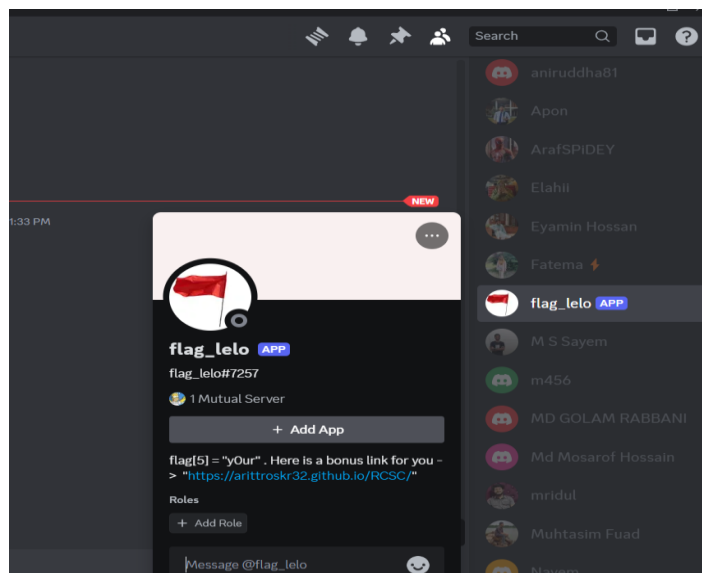 Search
aniruddha81
Apon
ArafSPiDEY
Elahii
NEW
1:33 PM
Eyamin Hossan
Fatema
flag_lelo APP
M S Sayem
m456
MD GOLAM RABBANI
Md Mosarof Hossain
mridul
Muhtasim Fuad
Nayem
flag_lelo APP
flag_lelo#7257
1 Mutual Server
+ Add App
flag[5] = "y0ur" . Here is a bonus link for you -
> "https://arittroskr32.github.io/RCSC/"
Roles
+ Add Role
Message @flag_lelo